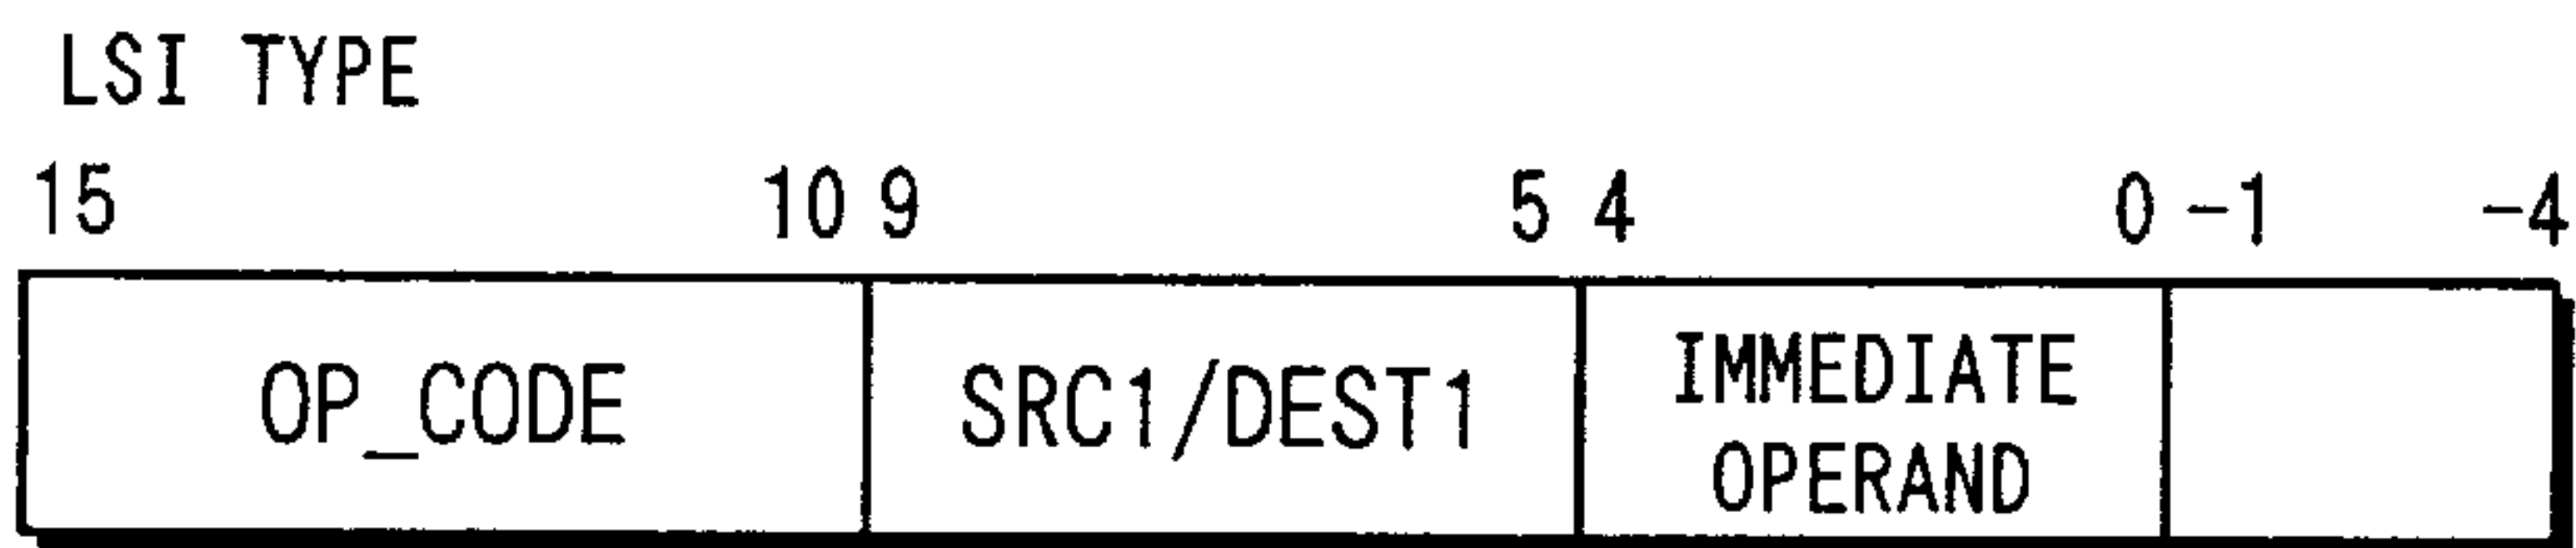 LSI TYPE
15 10 9 5 4 0 -1 -4
OP_CODE SRC1/DEST1 IMMEDIATE
OPERAND